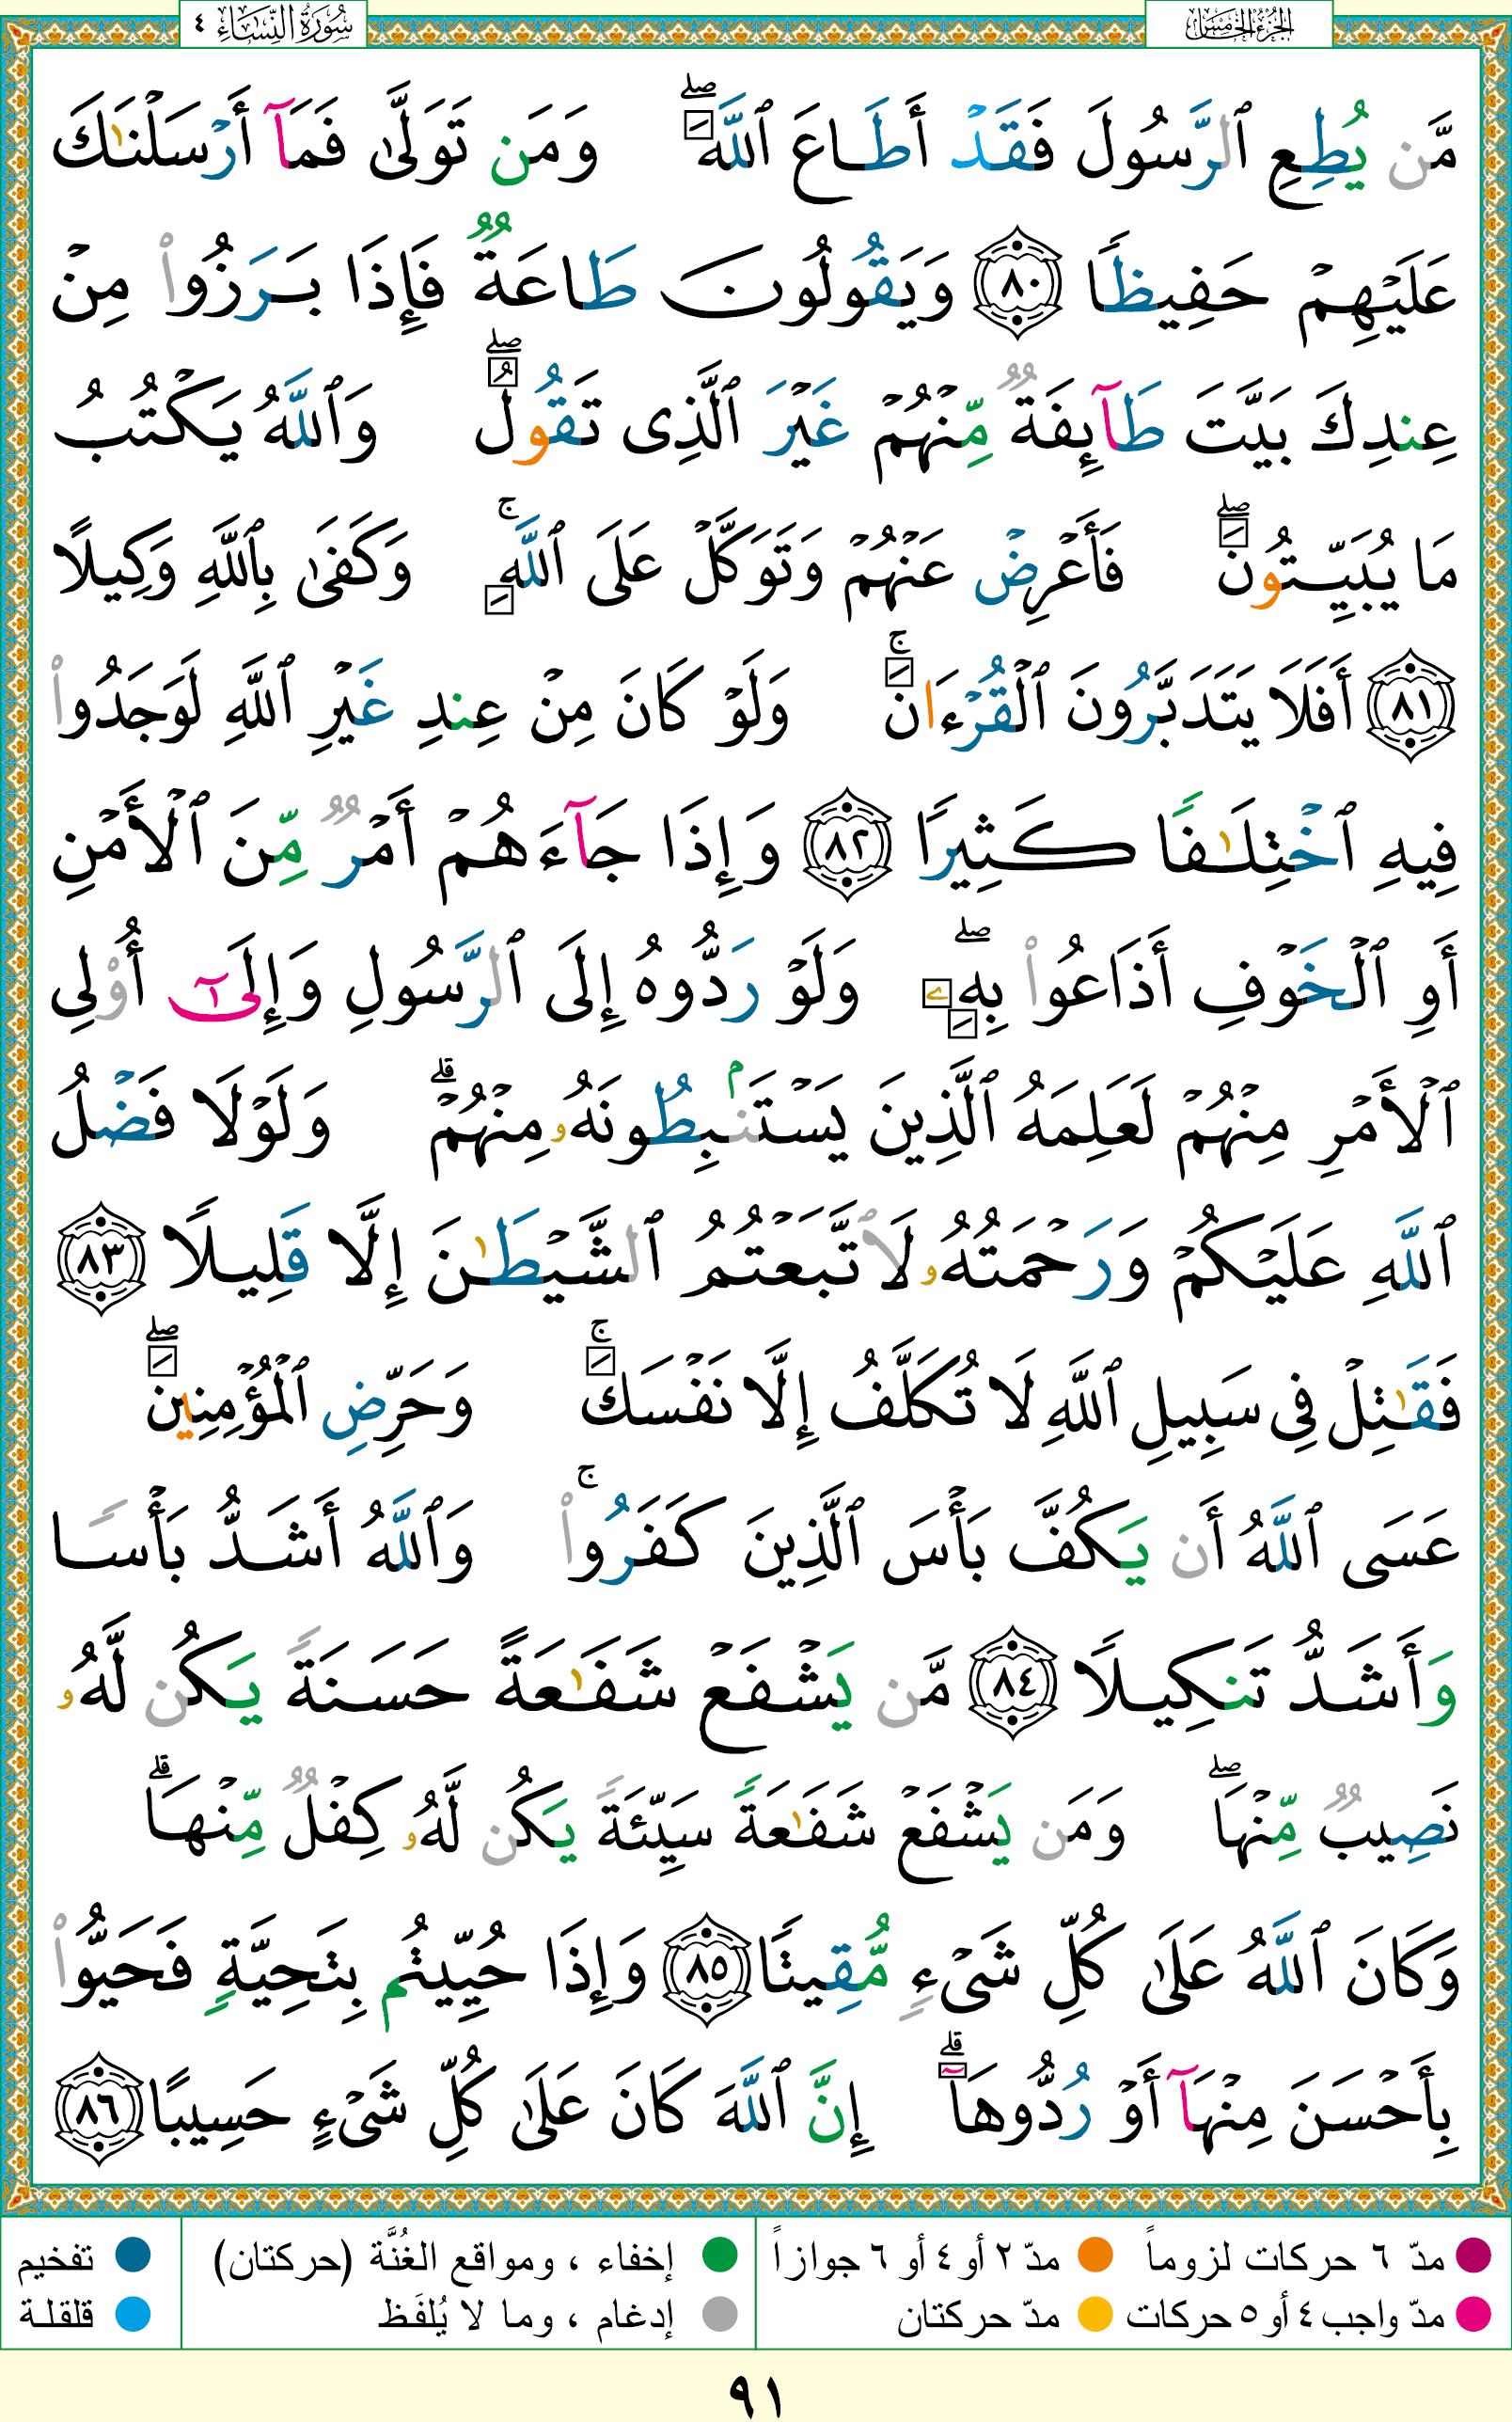 الجزء الخامس
سورة النساء ٤
مَّن يُطِعِ ٱلرَّسُولَ فَقَدْ أَطَاعَ ٱللَّهَ ۖ وَمَن تَوَلَّىٰ فَمَآ أَرْسَلْنَٰكَ
عَلَيْهِمْ حَفِيظًا ٨٠ وَيَقُولُونَ طَاعَةٌ فَإِذَا بَرَزُوا۟ مِنْ
عِندِكَ بَيَّتَ طَآئِفَةٌ مِّنْهُمْ غَيْرَ ٱلَّذِى تَقُولُ ۖ وَٱللَّهُ يَكْتُبُ
مَا يُبَيِّتُونَ ۖ فَأَعْرِضْ عَنْهُمْ وَتَوَكَّلْ عَلَى ٱللَّهِ ۚ وَكَفَىٰ بِٱللَّهِ وَكِيلًا
٨١ أَفَلَا يَتَدَبَّرُونَ ٱلْقُرْءَانَ ۚ وَلَوْ كَانَ مِنْ عِندِ غَيْرِ ٱللَّهِ لَوَجَدُوا۟
فِيهِ ٱخْتِلَٰفًا كَثِيرًا ٨٢ وَإِذَا جَآءَهُمْ أَمْرٌ مِّنَ ٱلْأَمْنِ
أَوِ ٱلْخَوْفِ أَذَاعُوا۟ بِهِۦ ۖ وَلَوْ رَدُّوهُ إِلَى ٱلرَّسُولِ وَإِلَىٰٓ أُو۟لِى
ٱلْأَمْرِ مِنْهُمْ لَعَلِمَهُ ٱلَّذِينَ يَسْتَنۢبِطُونَهُۥ مِنْهُمْ ۗ وَلَوْلَا فَضْلُ
ٱللَّهِ عَلَيْكُمْ وَرَحْمَتُهُۥ لَٱتَّبَعْتُمُ ٱلشَّيْطَٰنَ إِلَّا قَلِيلًا ٨٣
فَقَٰتِلْ فِى سَبِيلِ ٱللَّهِ لَا تُكَلَّفُ إِلَّا نَفْسَكَ ۚ وَحَرِّضِ ٱلْمُؤْمِنِينَ ۖ
عَسَى ٱللَّهُ أَن يَكُفَّ بَأْسَ ٱلَّذِينَ كَفَرُوا۟ ۚ وَٱللَّهُ أَشَدُّ بَأْسًا
وَأَشَدُّ تَنكِيلًا ٨٤ مَّن يَشْفَعْ شَفَٰعَةً حَسَنَةً يَكُن لَّهُۥ
نَصِيبٌ مِّنْهَا ۖ وَمَن يَشْفَعْ شَفَٰعَةً سَيِّئَةً يَكُن لَّهُۥ كِفْلٌ مِّنْهَا ۗ
وَكَانَ ٱللَّهُ عَلَىٰ كُلِّ شَىْءٍ مُّقِيتًا ٨٥ وَإِذَا حُيِّيتُم بِتَحِيَّةٍ فَحَيُّوا۟
بِأَحْسَنَ مِنْهَآ أَوْ رُدُّوهَآ ۗ إِنَّ ٱللَّهَ كَانَ عَلَىٰ كُلِّ شَىْءٍ حَسِيبًا ٨٦
مدّ ٦ حركات لزوماً مدّ ٢ أو ٤ أو ٦ جوازاً إخفاء ، ومواقع الغُنَّة (حركتان) تفخيم
مدّ واجب ٤ أو ٥ حركات مدّ حركتان إدغام ، وما لا يُلفَظ قلقلة
٩١